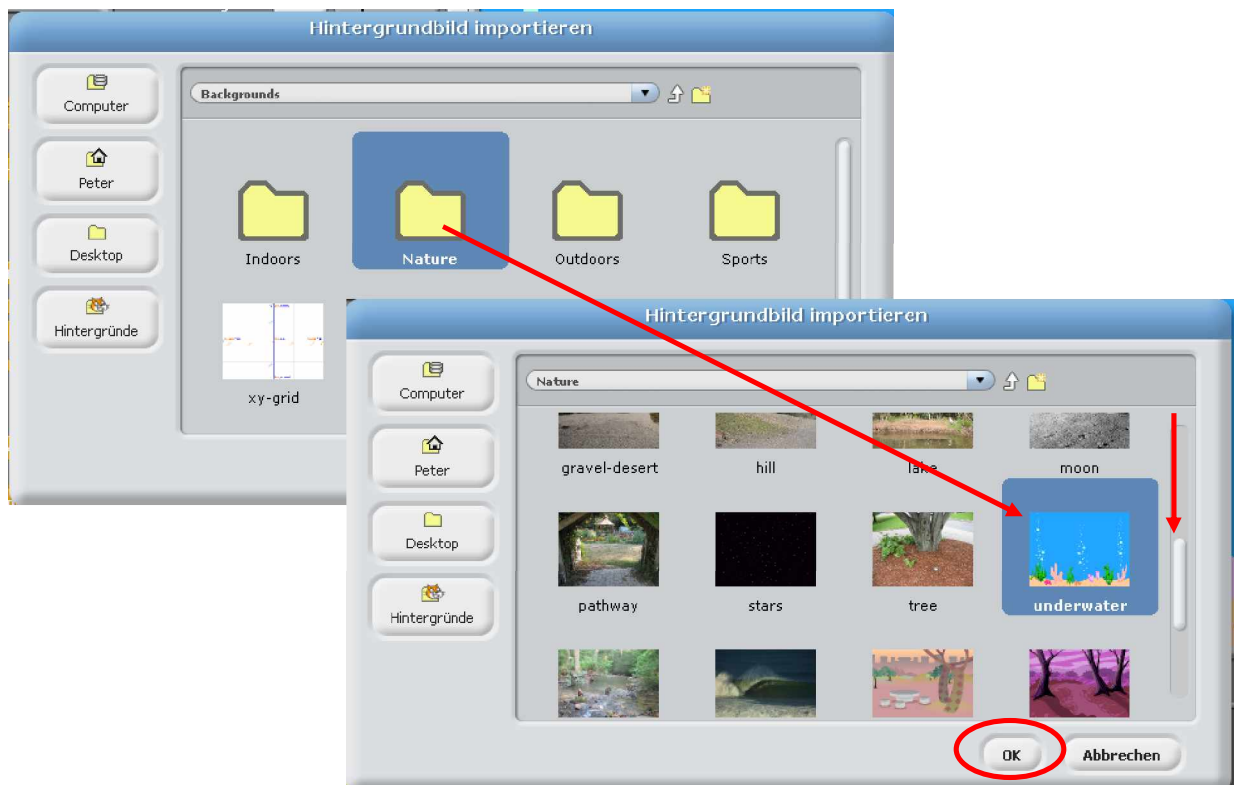 Hintergrundbild importieren
Computer
Peter
Desktop
Hintergründe
Backgrounds
Indoors
Nature
Outdoors
Sports
xy-grid
Hintergrundbild importieren
Computer
Peter
Desktop
Hintergründe
Nature
gravel-desert
hill
lake
moon
pathway
stars
tree
underwater
OK
Abbrechen